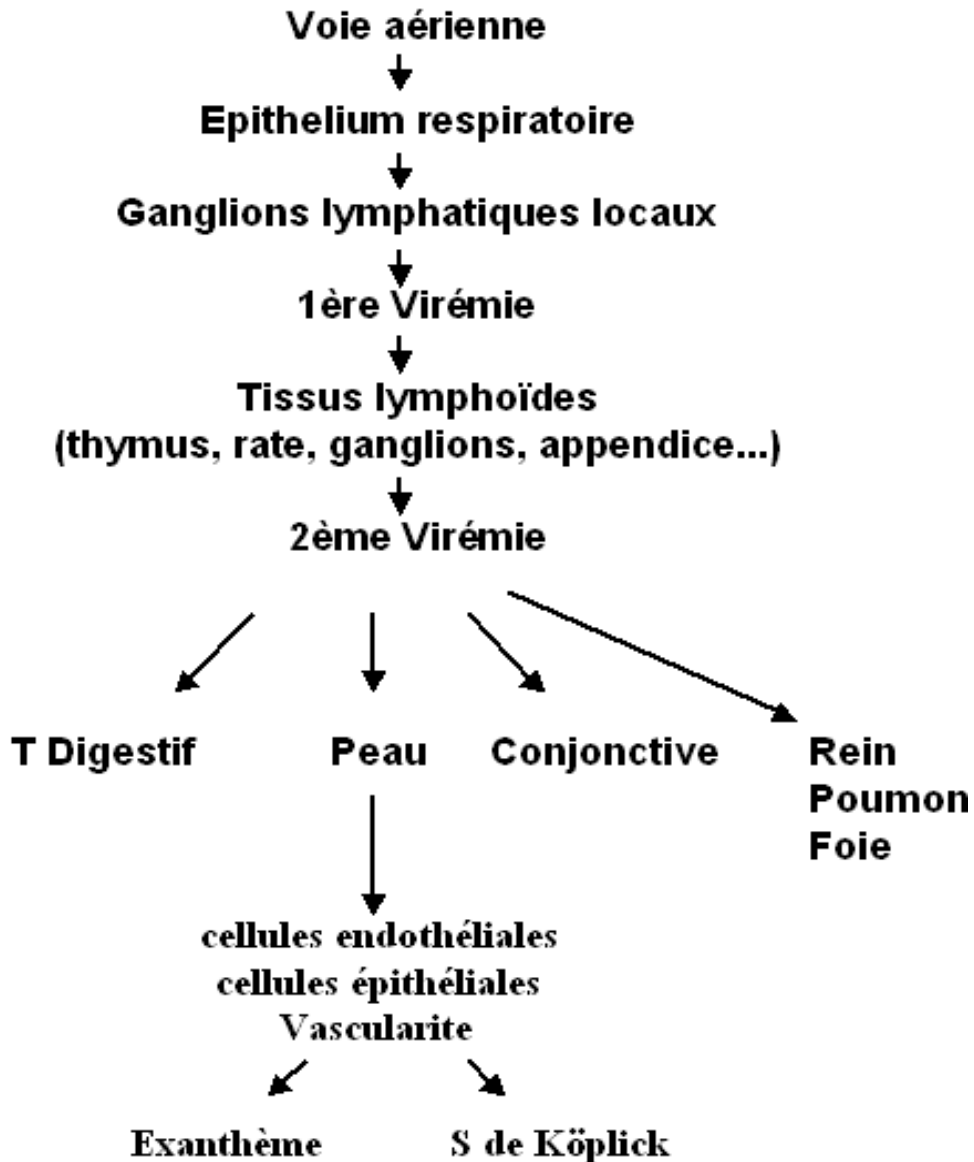 Voie aérienne
Epithelium respiratoire
Ganglions lymphatiques locaux
1ère Virémie
Tissus lymphoïdes
(thymus, rate, ganglions, appendice...)
2ème Virémie
T Digestif
Peau
Conjonctive
Rein
Poumon
Foie
cellules endothéliales
cellules épithéliales
Vascularite
Exanthème
S de Köplick